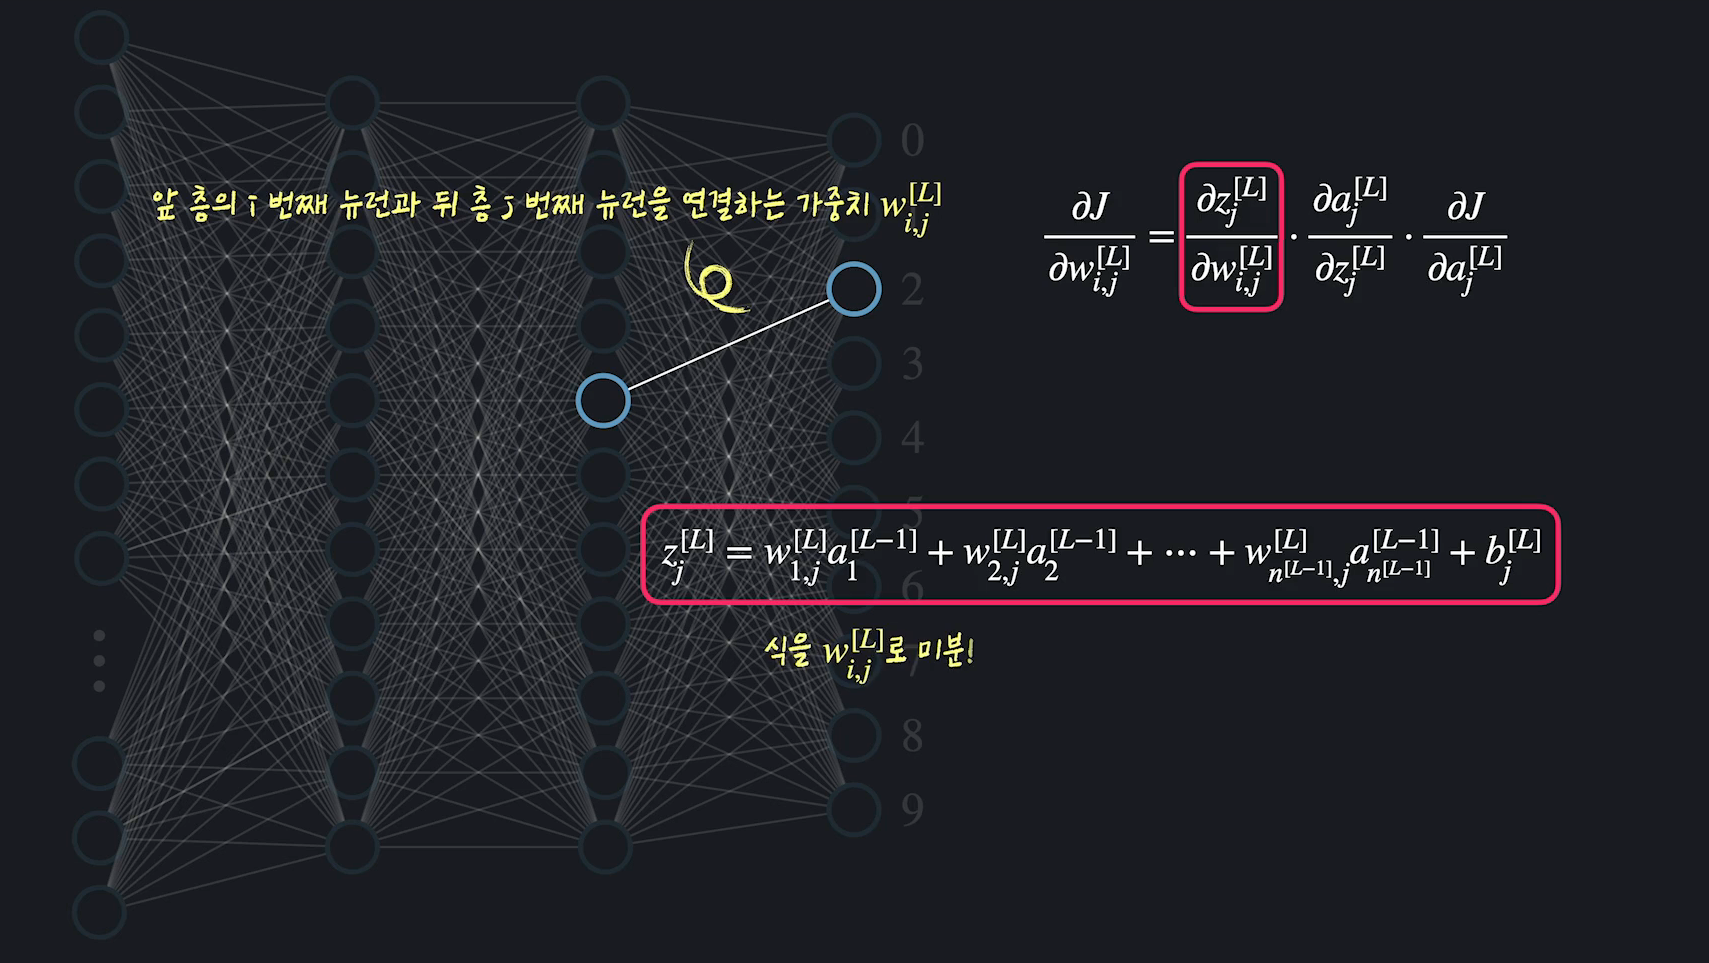 앞 층의 i 번째 뉴런과 뒤 층 j 번째 뉴런을 연결하는 가중치 $w_{i,j}^{[L]}$
$\frac{\partial J}{\partial w_{i,j}^{[L]}} = \frac{\partial z_j^{[L]}}{\partial w_{i,j}^{[L]}} \cdot \frac{\partial a_j^{[L]}}{\partial z_j^{[L]}} \cdot \frac{\partial J}{\partial a_j^{[L]}}$
0
2
3
4
5
$z_j^{[L]} = w_{1,j}^{[L]} a_1^{[L-1]} + w_{2,j}^{[L]} a_2^{[L-1]} + \cdots + w_{n^{[L-1]},j}^{[L]} a_{n^{[L-1]}}^{[L-1]} + b_j^{[L]}$
6
식을 $w_{i,j}^{[L]}$로 미분!
7
8
9